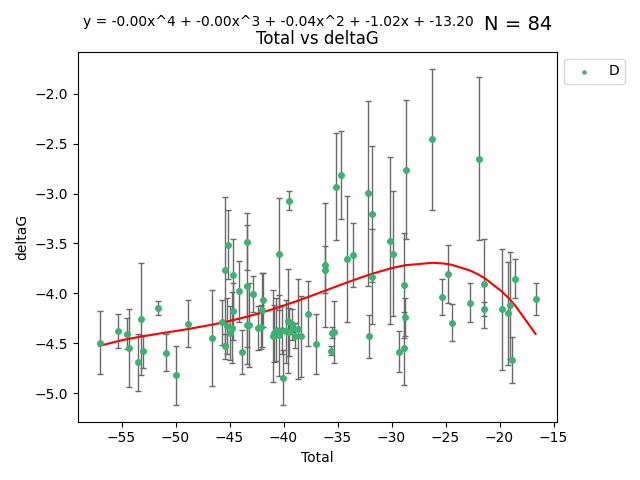 y = -0.00x^4 + -0.00x^3 + -0.04x^2 + -1.02x + -13.20 N = 84
Total vs deltaG
D
−2.0
−2.5
−3.0
−3.5
−4.0
−4.5
−5.0
deltaG
−55 −50 −45 −40 −35 −30 −25 −20 −15
Total